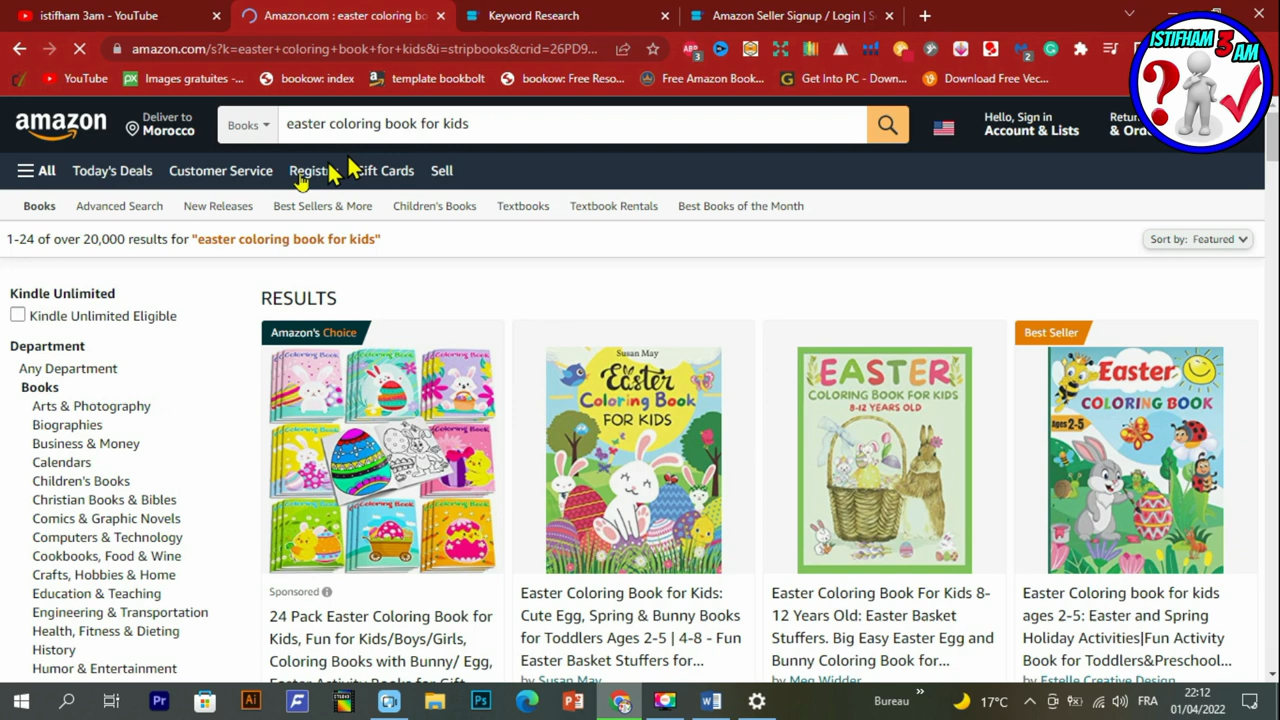 istifham 3am - YouTube
Amazon.com : easter coloring bo
Keyword Research
Amazon Seller Signup / Login | S
amazon.com/s?k=easter+coloring+book+for+kids&i=stripbooks&crid=26PD9...
YouTube
Images gratuites -...
bookow: index
template bookbolt
bookow: Free Reso...
Free Amazon Book...
Get Into PC - Down...
Download Free Vec...
ISTIFHAM 3 AM
amazon
Deliver to
Morocco
Books
easter coloring book for kids
Hello, Sign in
Account & Lists
Retur
& Orde
All
Today's Deals
Customer Service
Gift Cards
Sell
Books
Advanced Search
New Releases
Best Sellers & More
Children's Books
Textbooks
Textbook Rentals
Best Books of the Month
1-24 of over 20,000 results for "easter coloring book for kids"
Sort by: Featured
Kindle Unlimited
Kindle Unlimited Eligible
Department
Any Department
Books
Arts & Photography
Biographies
Business & Money
Calendars
Children's Books
Christian Books & Bibles
Comics & Graphic Novels
Computers & Technology
Cookbooks, Food & Wine
Crafts, Hobbies & Home
Education & Teaching
Engineering & Transportation
Health, Fitness & Dieting
History
Humor & Entertainment
RESULTS
Amazon's Choice
Coloring Book
Coloring Book
Coloring Book
Sponsored
24 Pack Easter Coloring Book for
Kids, Fun for Kids/Boys/Girls,
Coloring Books with Bunny/ Egg,
Susan May
Easter
Coloring Book
FOR KIDS
Easter Coloring Book for Kids:
Cute Egg, Spring & Bunny Books
for Toddlers Ages 2-5 | 4-8 - Fun
Easter Basket Stuffers for...
by Susan May
EASTER
COLORING BOOK FOR KIDS
8-12 YEARS OLD
Easter Coloring Book For Kids 8-
12 Years Old: Easter Basket
Stuffers. Big Easy Easter Egg and
Bunny Coloring Book for...
by Meg Widder
Best Seller
Easter
COLORING BOOK
Ages 2-5
Easter Coloring book for kids
ages 2-5: Easter and Spring
Holiday Activities|Fun Activity
Book for Toddlers&Preschool...
by Estelle Creative Design
Bureau
17°C
FRA
22:12
01/04/2022